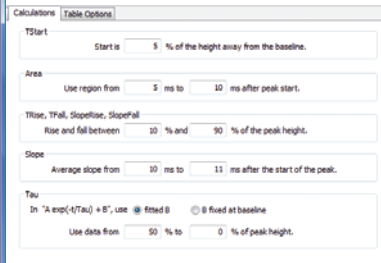 Calculations Table Options
TStart
Start is 5 % of the height away from the baseline.
Area
Use region from 5 ms to 10 ms after peak start.
TRise, TFall, SlopeRise, SlopeFall
Rise and fall between 10 % and 90 % of the peak height.
Slope
Average slope from 10 ms to 11 ms after the start of the peak.
Tau
In "A exp(-t/Tau) + B", use fitted B B fixed at baseline
Use data from 50 % to 0 % of peak height.